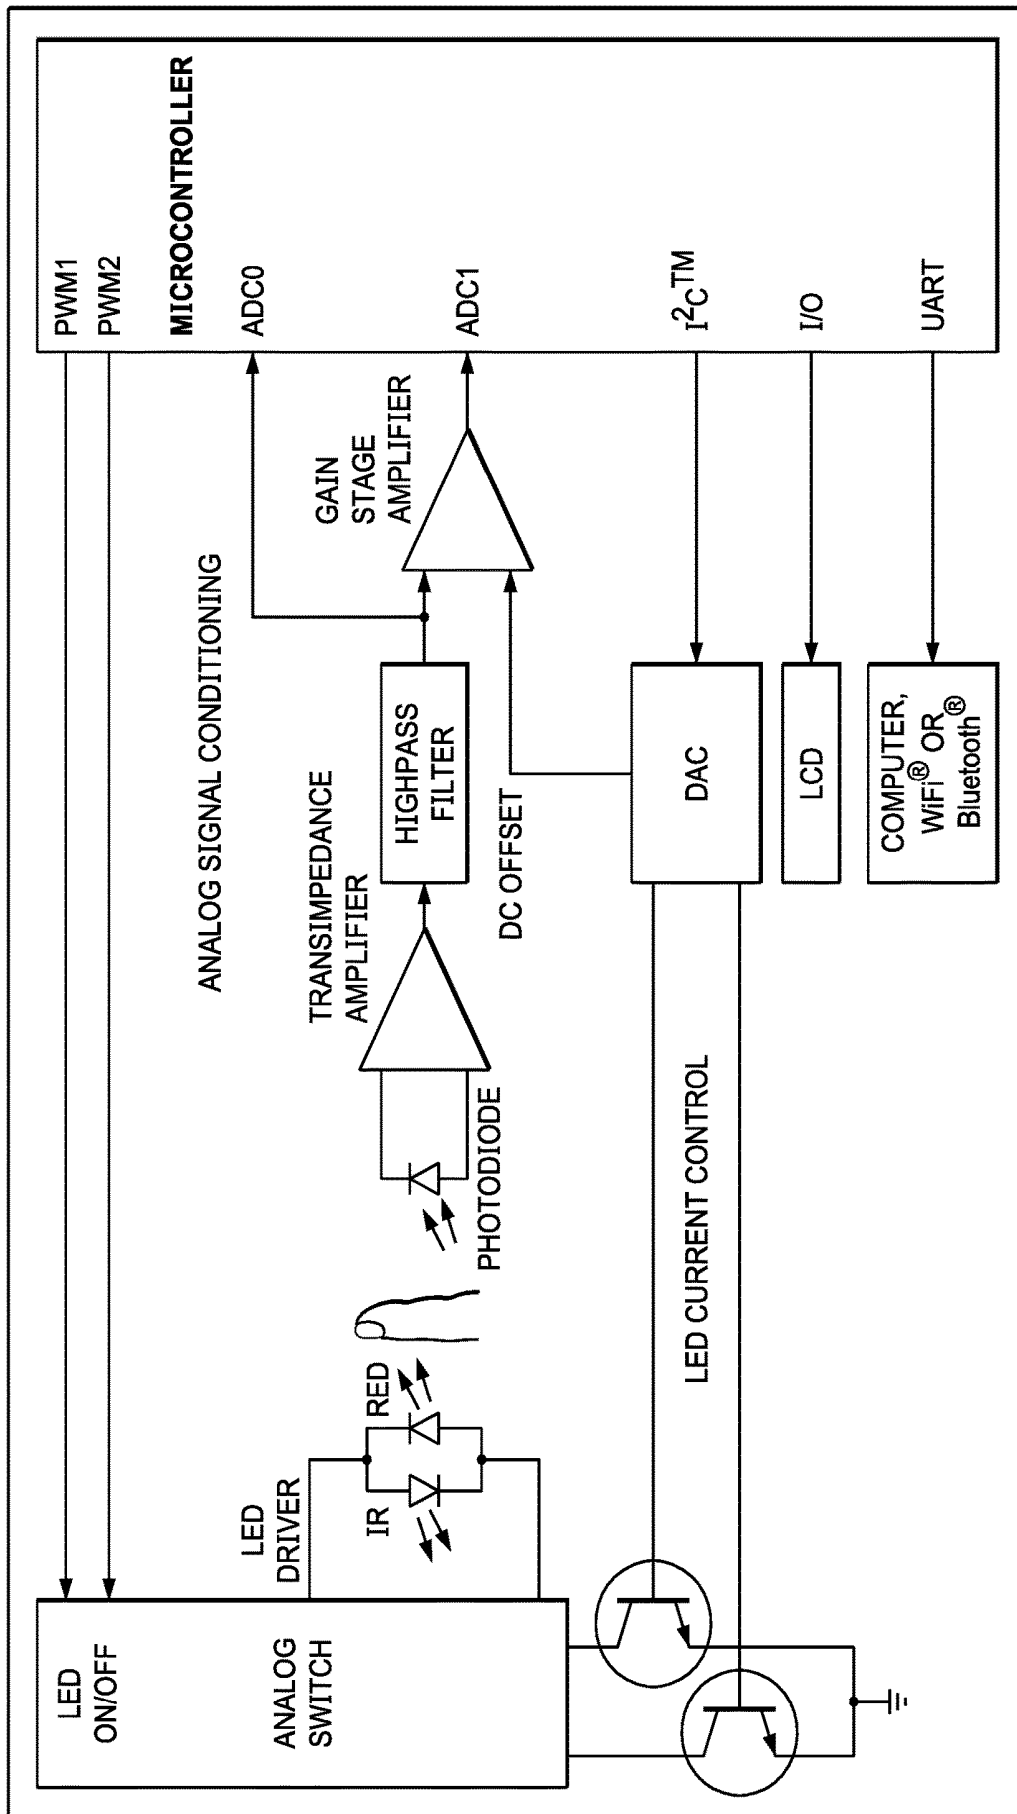 LED
ON/OFF
ANALOG
SWITCH
LED
DRIVER
IR
RED
PHOTODIODE
ANALOG SIGNAL CONDITIONING
TRANSIMPEDANCE
AMPLIFIER
HIGHPASS
FILTER
GAIN
STAGE
AMPLIFIER
DC OFFSET
LED CURRENT CONTROL
DAC
LCD
COMPUTER,
WiFi® OR
Bluetooth®
PWM1
PWM2
MICROCONTROLLER
ADC0
ADC1
I²C™
I/O
UART